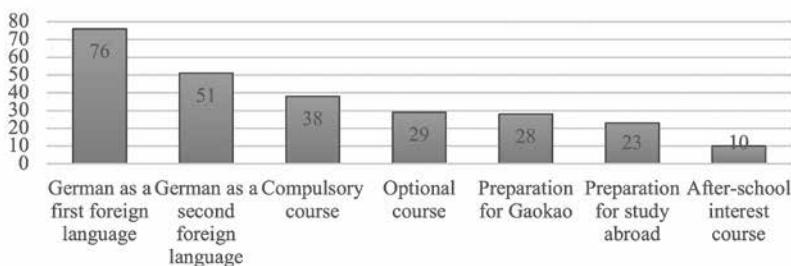 80
70
60
50
40
30
20
10
0
76
51
38
29
28
23
10
German as a first foreign language
German as a second foreign language
Compulsory course
Optional course
Preparation for Gaokao
Preparation for study abroad
After-school interest course